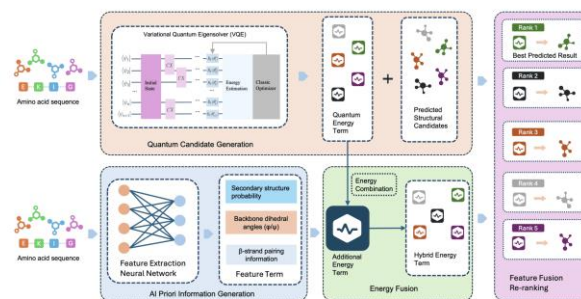 Variational Quantum Eigensolver (VQE)
Initial State
Energy Estimation
Classic Optimizer
E K I G
Amino acid sequence
Quantum Candidate Generation
Quantum Energy Term
+
Predicted Structural Candidates
Rank 1
Best Predicted Result
Rank 2
Rank 3
Rank 4
Rank 5
Feature Fusion Re-ranking
E K I G
Amino acid sequence
Feature Extraction Neural Network
Secondary structure probability
Backbone dihedral angles (φ/ψ)
β-strand pairing information
Feature Term
AI Priori Information Generation
Energy Combination
Additional Energy Term
Hybrid Energy Term
Energy Fusion